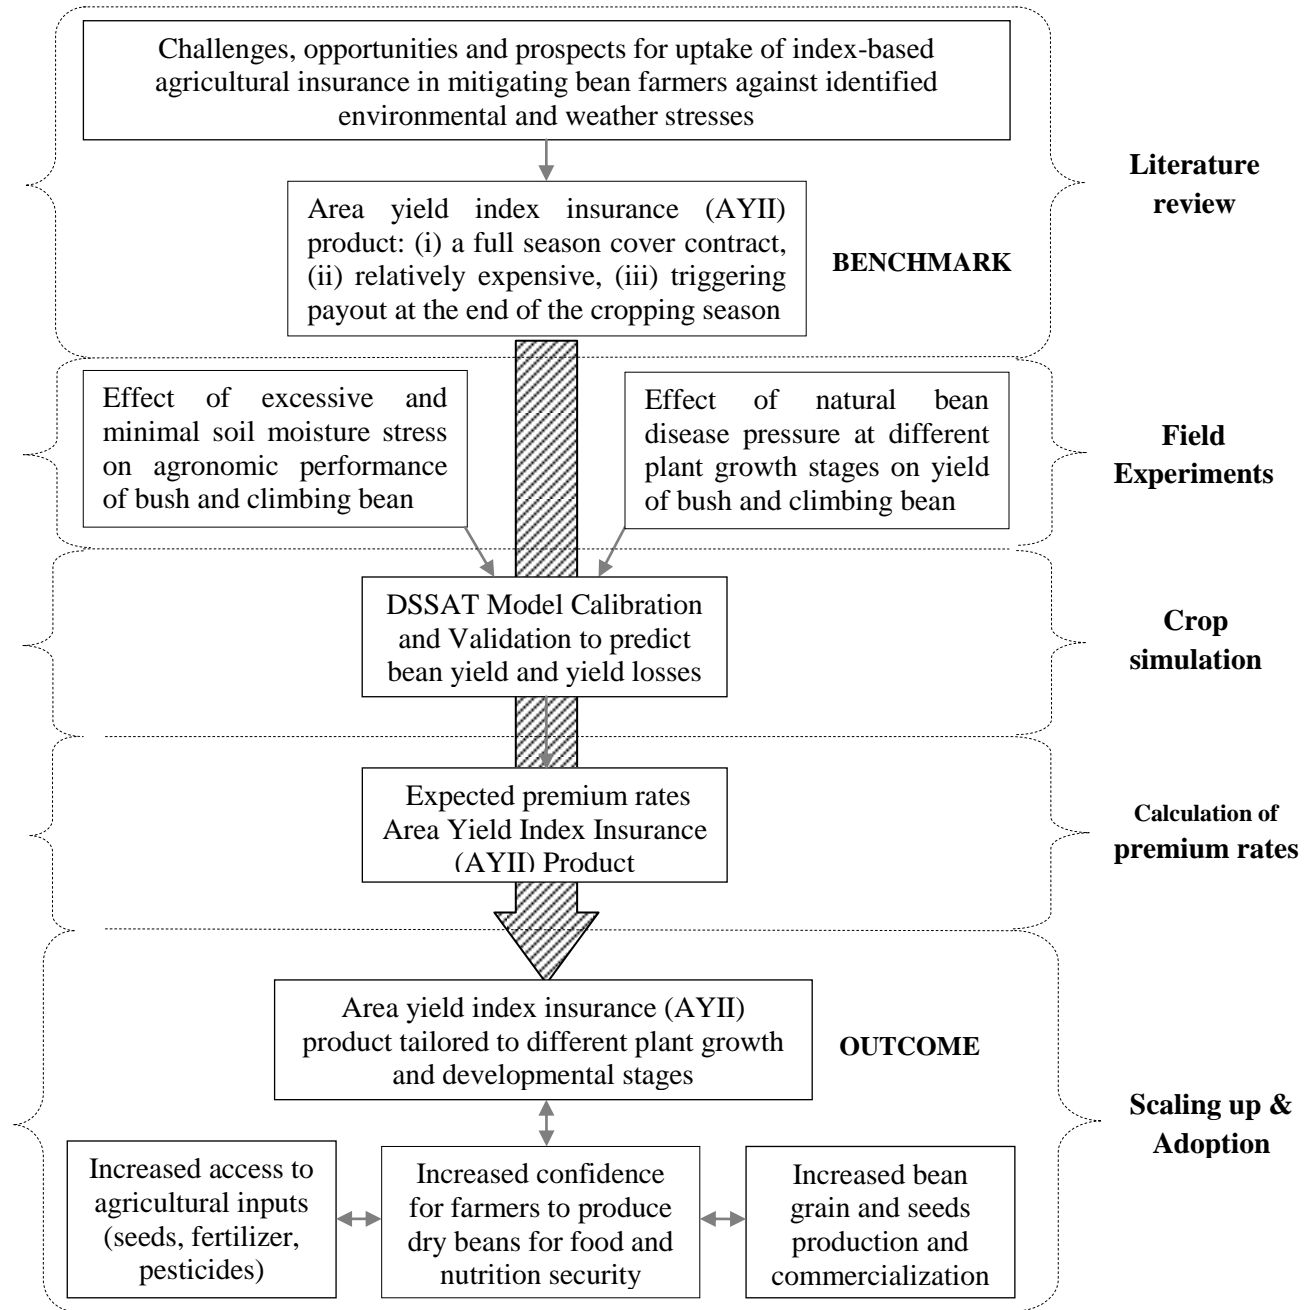 Challenges, opportunities and prospects for uptake of index-based
agricultural insurance in mitigating bean farmers against identified
environmental and weather stresses
Literature
review
Area yield index insurance (AYII)
product: (i) a full season cover contract,
(ii) relatively expensive, (iii) triggering
payout at the end of the cropping season
BENCHMARK
Effect of excessive and
minimal soil moisture stress
on agronomic performance
of bush and climbing bean
Effect of natural bean
disease pressure at different
plant growth stages on yield
of bush and climbing bean
Field
Experiments
DSSAT Model Calibration
and Validation to predict
bean yield and yield losses
Crop
simulation
Expected premium rates
Area Yield Index Insurance
(AYII) Product
Calculation of
premium rates
Area yield index insurance (AYII)
product tailored to different plant growth
and developmental stages
OUTCOME
Scaling up &
Adoption
Increased access to
agricultural inputs
(seeds, fertilizer,
pesticides)
Increased confidence
for farmers to produce
dry beans for food and
nutrition security
Increased bean
grain and seeds
production and
commercialization